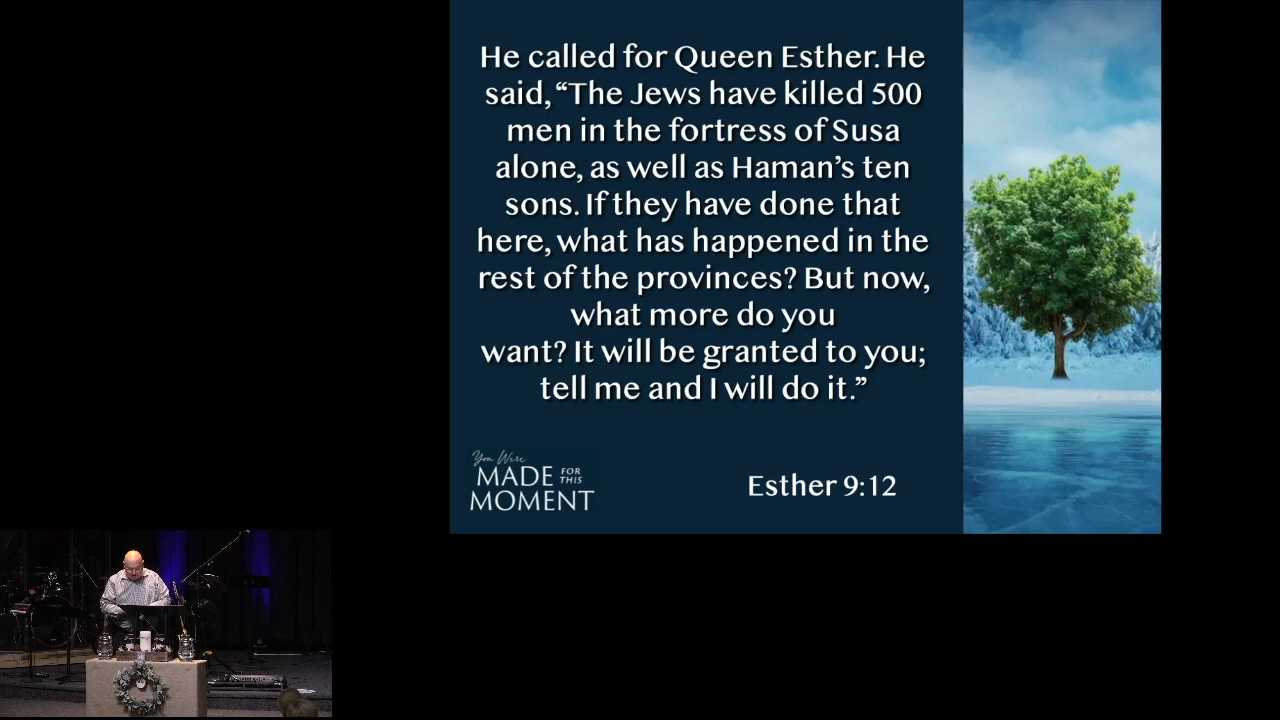 He called for Queen Esther. He
said, “The Jews have killed 500
men in the fortress of Susa
alone, as well as Haman’s ten
sons. If they have done that
here, what has happened in the
rest of the provinces? But now,
what more do you
want? It will be granted to you;
tell me and I will do it.”
You Were
MADE FOR THIS
MOMENT
Esther 9:12